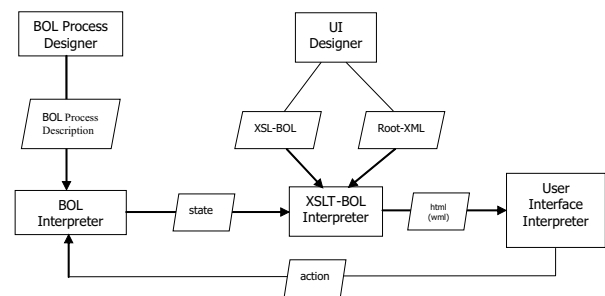 BOL Process
Designer
UI
Designer
BOL Process
Description
XSL-BOL
Root-XML
BOL
Interpreter
state
XSLT-BOL
Interpreter
html
(wml)
User
Interface
Interpreter
action